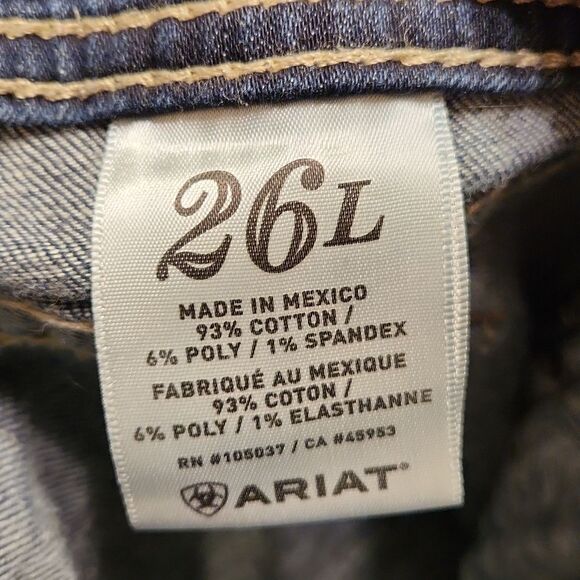 26L
MADE IN MEXICO
93% COTTON /
6% POLY / 1% SPANDEX
FABRIQUÉ AU MEXIQUE
93% COTON /
6% POLY / 1% ELASTHANNE
RN #105037 / CA #45953
ARIAT